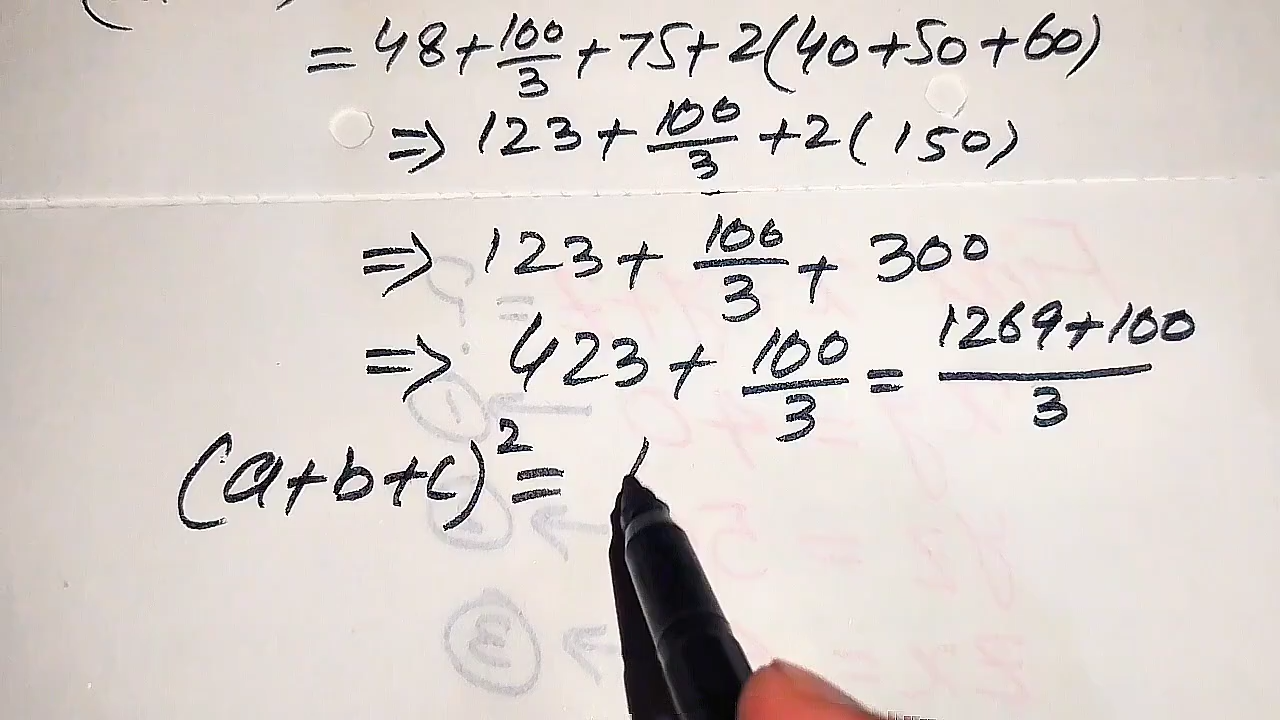 = 48 + 100/3 + 75 + 2(40+50+60)
=> 123 + 100/3 + 2(150)
=> 123 + 100/3 + 300
=> 423 + 100/3 = 1269+100/3
(a+b+c)² =